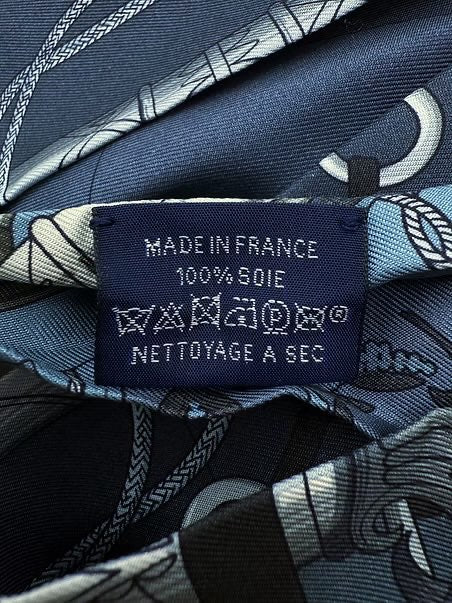 MADE IN FRANCE
100% SOIE
P ®
NETTOYAGE A SEC